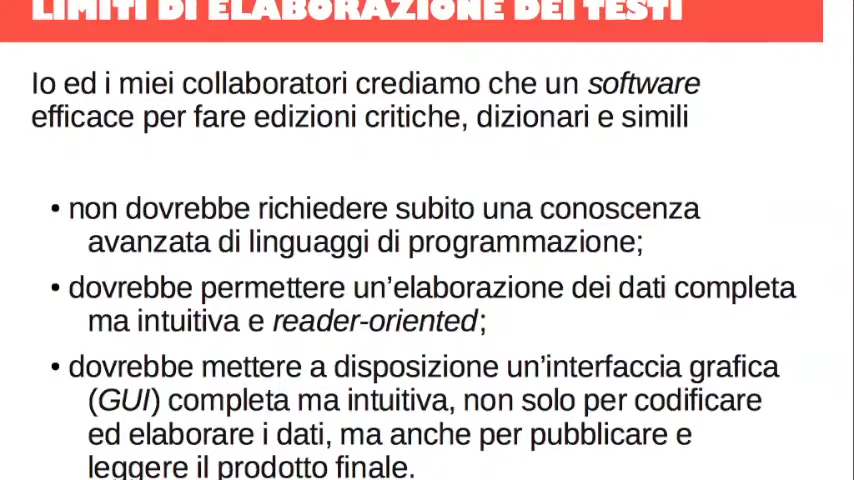 LIMITI DI ELABORAZIONE DEI TESTI
Io ed i miei collaboratori crediamo che un software
efficace per fare edizioni critiche, dizionari e simili
• non dovrebbe richiedere subito una conoscenza
avanzata di linguaggi di programmazione;
• dovrebbe permettere un’elaborazione dei dati completa
ma intuitiva e reader-oriented;
• dovrebbe mettere a disposizione un’interfaccia grafica
(GUI) completa ma intuitiva, non solo per codificare
ed elaborare i dati, ma anche per pubblicare e
leggere il prodotto finale.